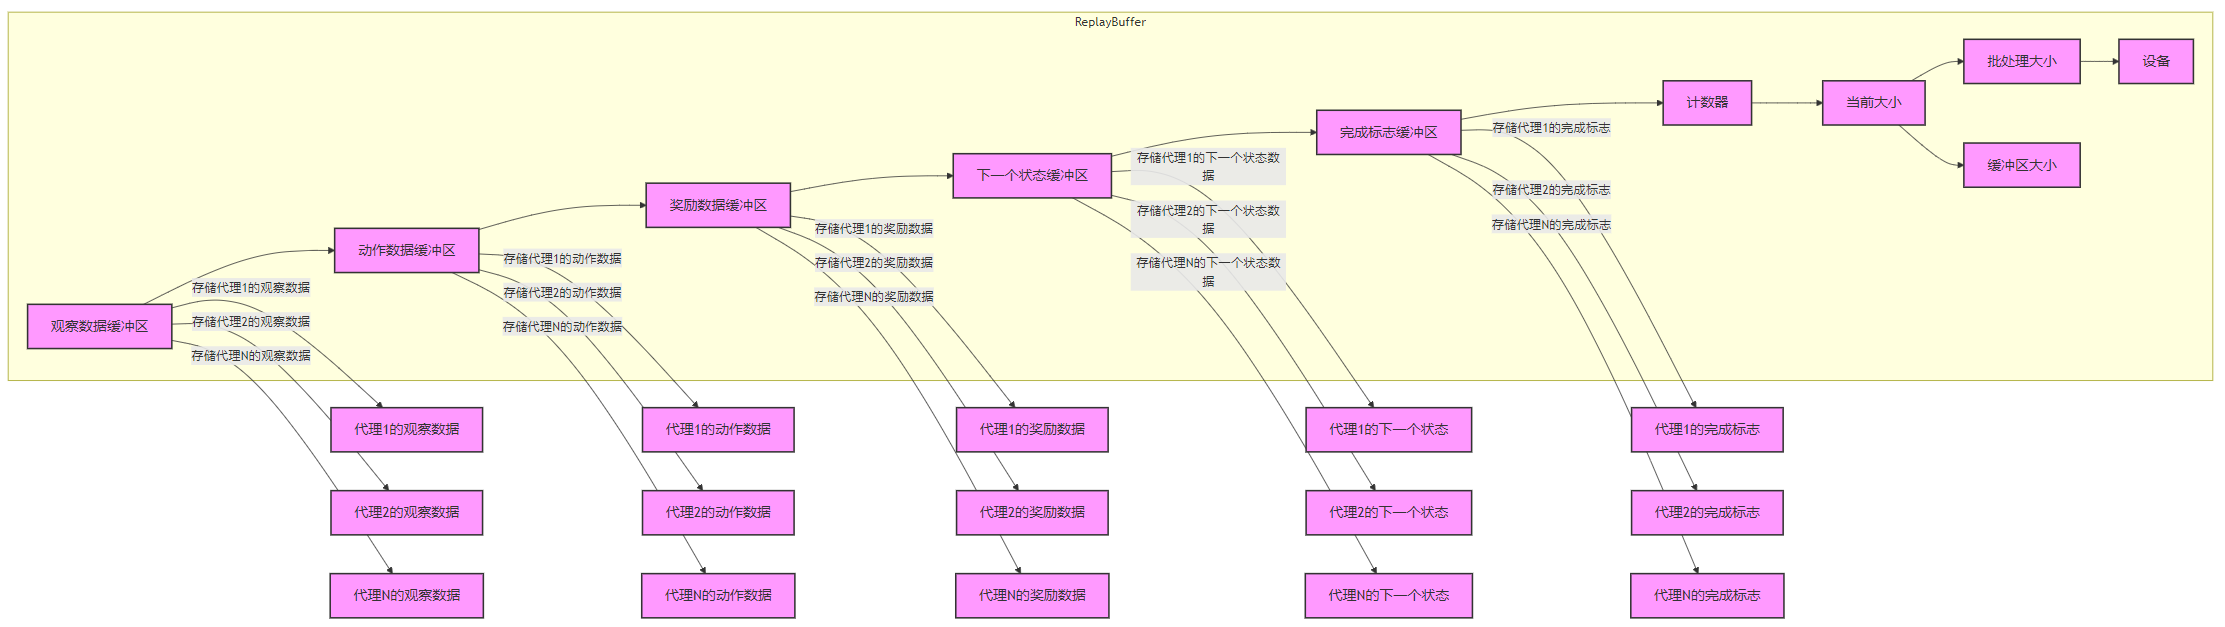 ReplayBuffer
批处理大小
设备
计数器
当前大小
完成标志缓冲区
缓冲区大小
下一个状态缓冲区
奖励数据缓冲区
动作数据缓冲区
观察数据缓冲区
存储代理1的观察数据
存储代理2的观察数据
存储代理N的观察数据
存储代理1的动作数据
存储代理2的动作数据
存储代理N的动作数据
存储代理1的奖励数据
存储代理2的奖励数据
存储代理N的奖励数据
存储代理1的下一个状态数
据
存储代理2的下一个状态数
据
存储代理N的下一个状态数
据
存储代理1的完成标志
存储代理2的完成标志
存储代理N的完成标志
代理1的观察数据
代理1的动作数据
代理1的奖励数据
代理1的下一个状态
代理1的完成标志
代理2的观察数据
代理2的动作数据
代理2的奖励数据
代理2的下一个状态
代理2的完成标志
代理N的观察数据
代理N的动作数据
代理N的奖励数据
代理N的下一个状态
代理N的完成标志